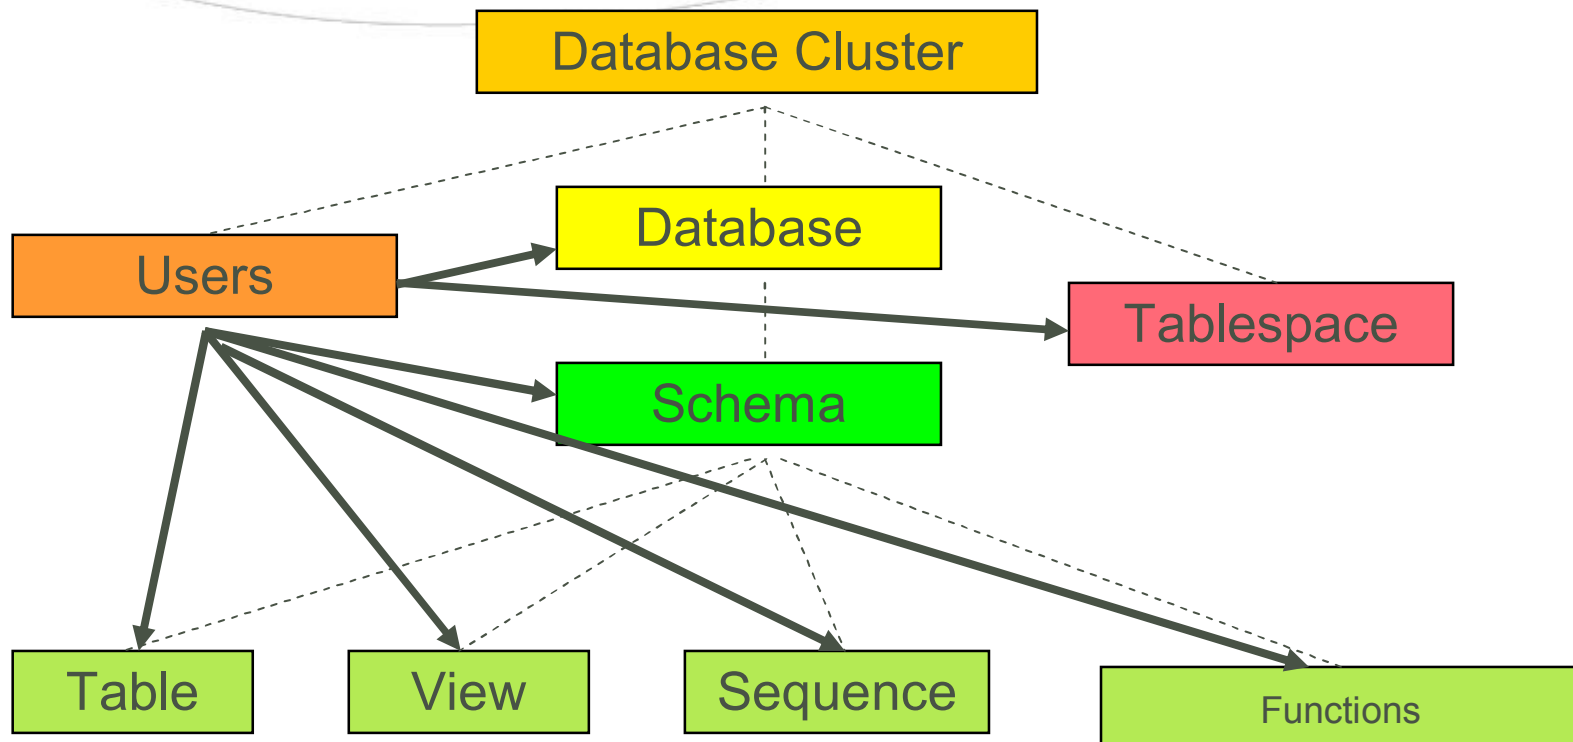 Database Cluster
Database
Users
Tablespace
Schema
Table
View
Sequence
Functions